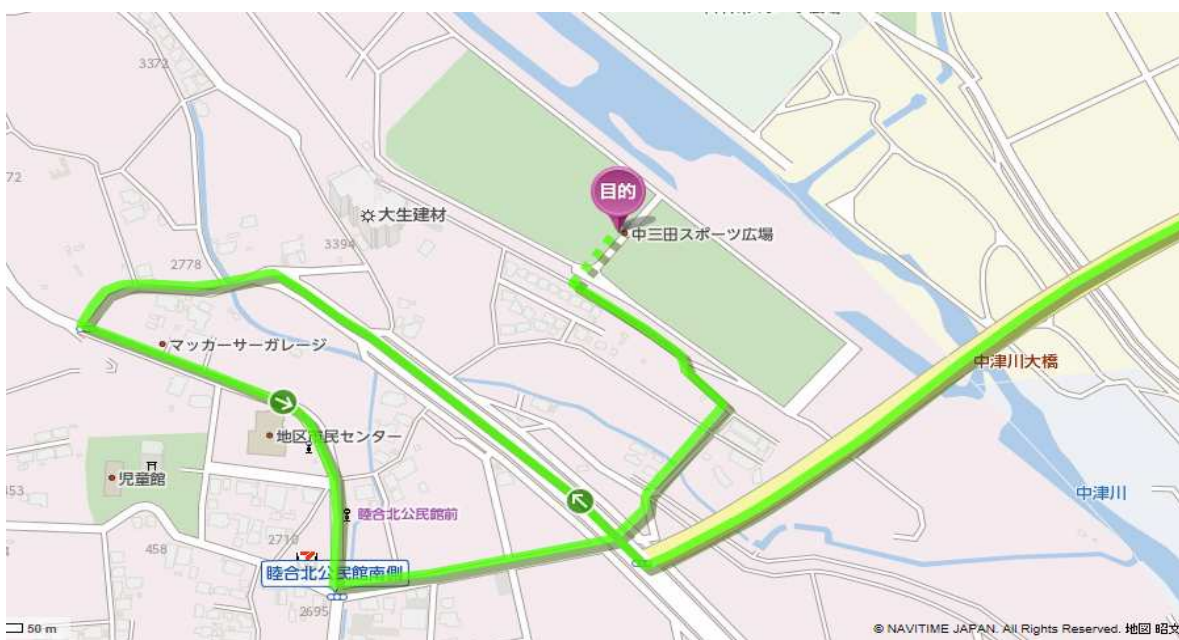 3372
72
目的
大生建材
中三田スポーツ広場
3394
2778
マッカーサーガレージ
中津川大橋
地区市民センター
児童館
中津川
453
睦合北公民館前
2710
458
睦合北公民館南側
2695
50 m
© NAVITIME JAPAN. All Rights Reserved. 地図 昭文